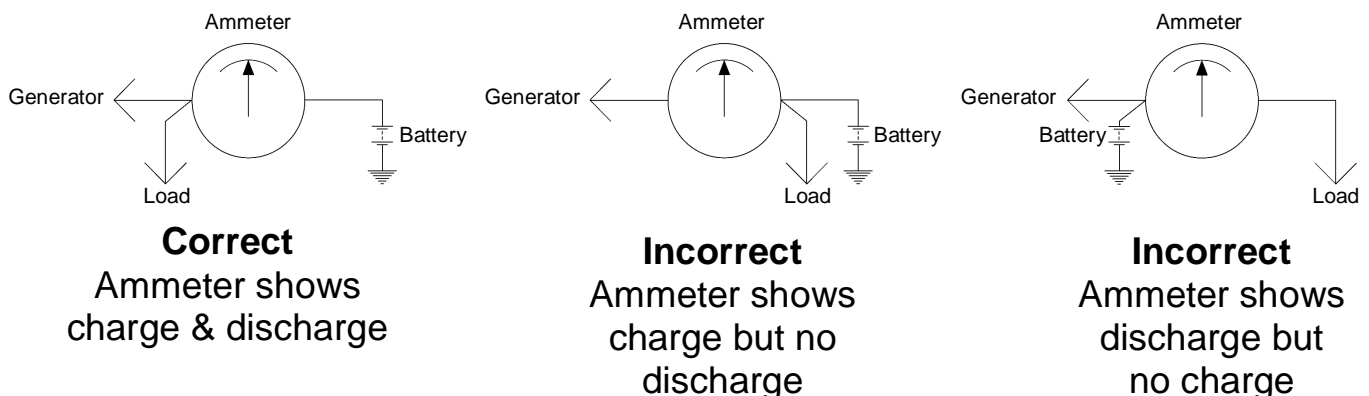 Ammeter
Generator
Battery
Load
Correct
Ammeter shows
charge & discharge
Ammeter
Generator
Battery
Load
Incorrect
Ammeter shows
charge but no
discharge
Ammeter
Generator
Battery
Load
Incorrect
Ammeter shows
discharge but
no charge